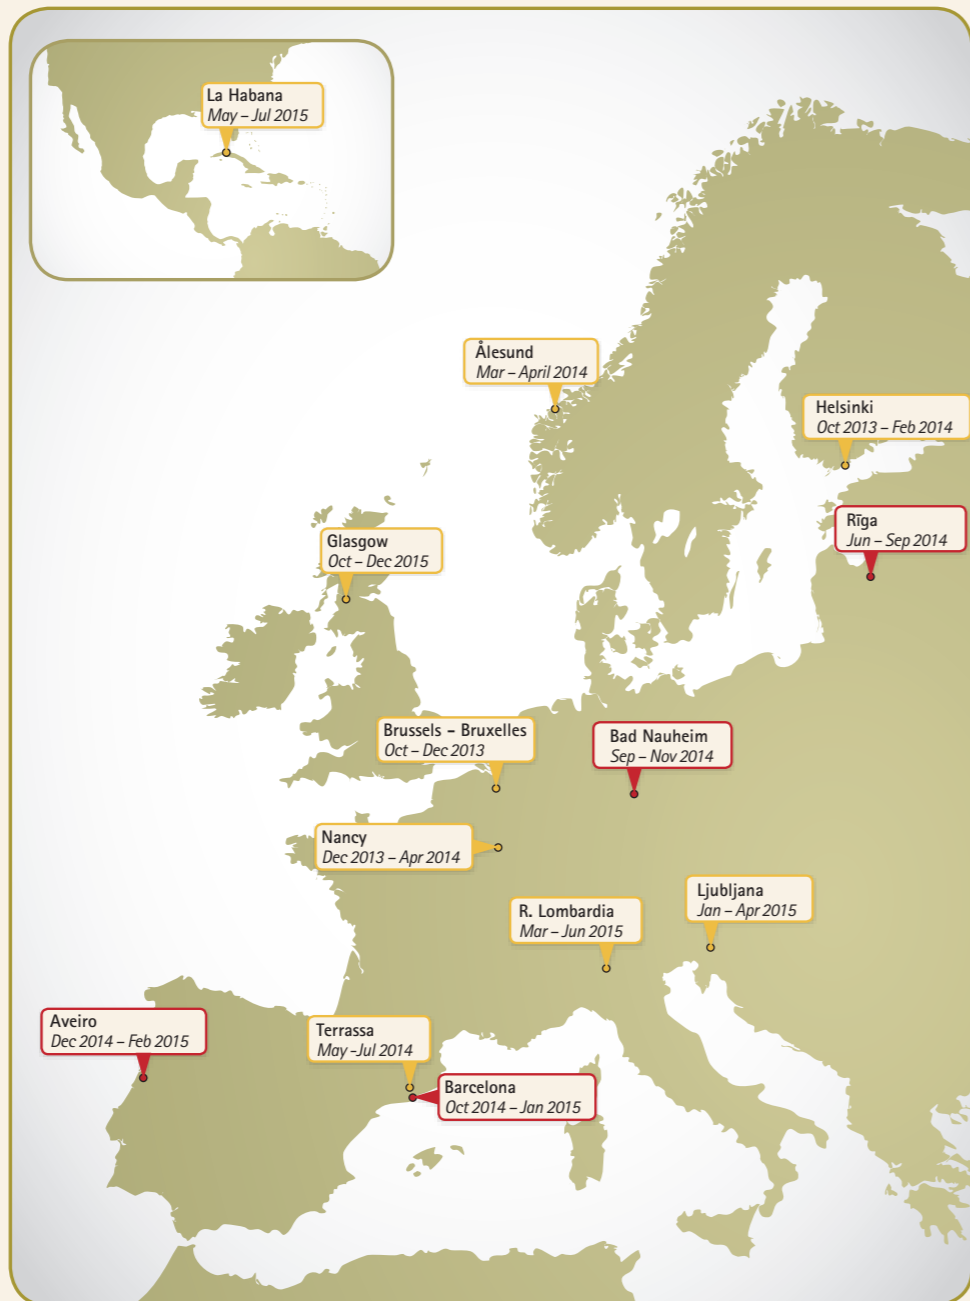 La Habana
May – Jul 2015
Ålesund
Mar – April 2014
Helsinki
Oct 2013 – Feb 2014
Rīga
Jun – Sep 2014
Glasgow
Oct – Dec 2015
Brussels – Bruxelles
Oct – Dec 2013
Bad Nauheim
Sep – Nov 2014
Nancy
Dec 2013 – Apr 2014
Ljubljana
Jan – Apr 2015
R. Lombardia
Mar – Jun 2015
Aveiro
Dec 2014 – Feb 2015
Terrassa
May -Jul 2014
Barcelona
Oct 2014 – Jan 2015